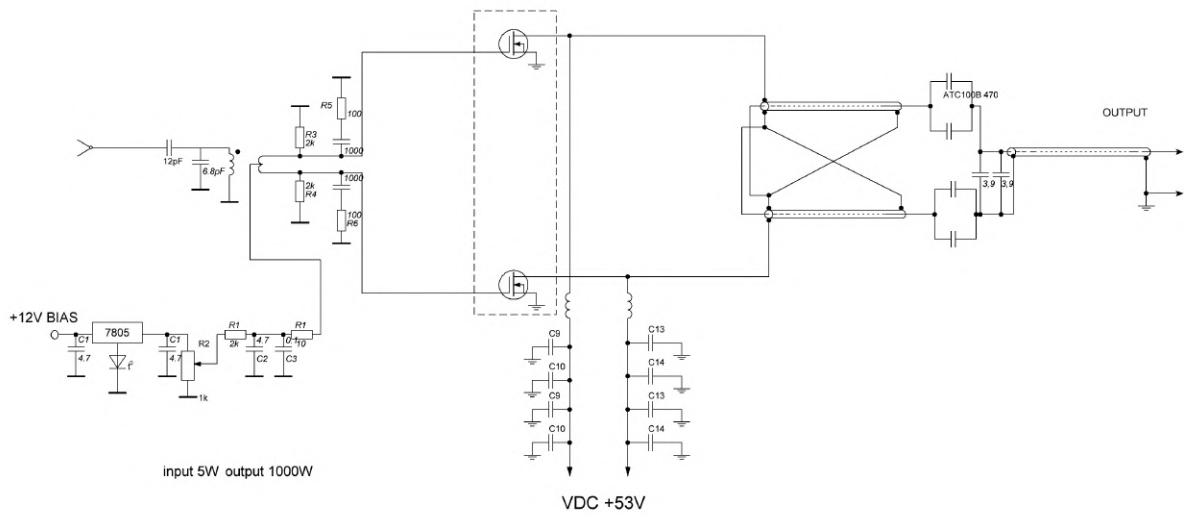 R5
100
ATC100B 470
OUTPUT
R3
2k
1000
12pF
6.8pF
1000
2k
R4
3,9
3,9
100
R6
+12V BIAS
7805
C1
4.7
C1
4.7
R2
1k
R1
2k
4.7
C2
0.1
C3
R1
10
C9
C13
C10
C14
C9
C13
C10
C14
input 5W output 1000W
VDC +53V